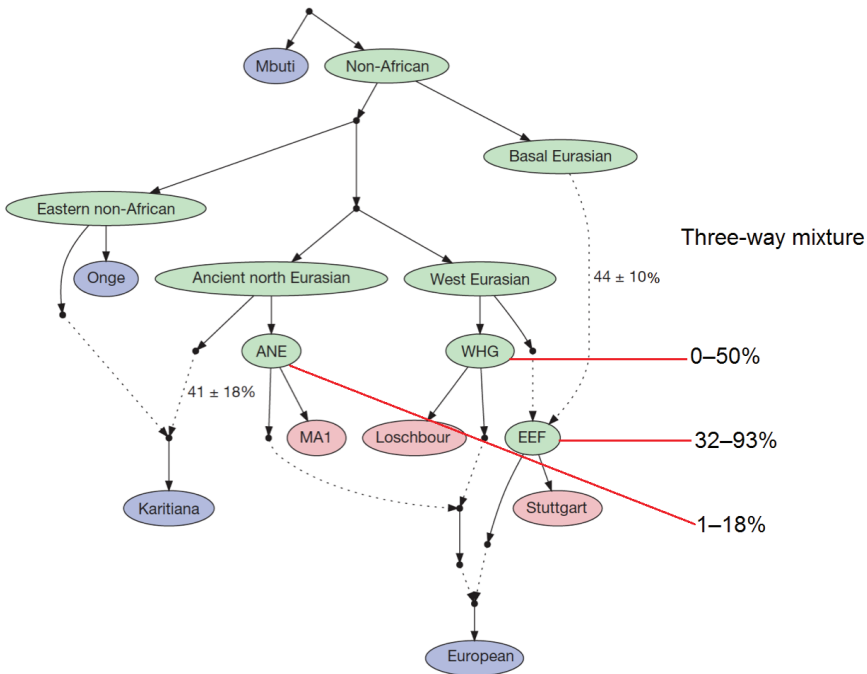 Mbuti
Non-African
Basal Eurasian
Eastern non-African
Three-way mixture
Onge
Ancient north Eurasian
West Eurasian
44 ± 10%
ANE
WHG
0–50%
41 ± 18%
MA1
Loschbour
EEF
32–93%
Karitiana
Stuttgart
1–18%
European